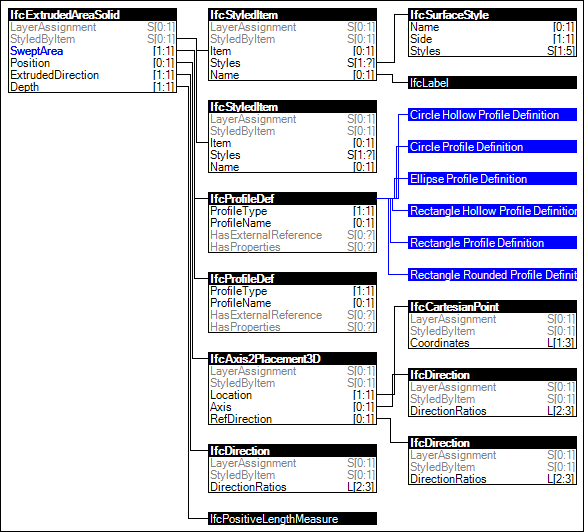 IfcExtrudedAreaSolid
LayerAssignment S[0:1]
StyledByItem S[0:1]
SweptArea [1:1]
Position [0:1]
ExtrudedDirection [1:1]
Depth [1:1]
IfcStyledItem
LayerAssignment S[0:1]
StyledByItem S[0:1]
Item [0:1]
Styles S[1:?]
Name [0:1]
IfcStyledItem
LayerAssignment S[0:1]
StyledByItem S[0:1]
Item [0:1]
Styles S[1:?]
Name [0:1]
IfcProfileDef
ProfileType [1:1]
ProfileName [0:1]
HasExternalReference S[0:?]
HasProperties S[0:?]
IfcProfileDef
ProfileType [1:1]
ProfileName [0:1]
HasExternalReference S[0:?]
HasProperties S[0:?]
IfcAxis2Placement3D
LayerAssignment S[0:1]
StyledByItem S[0:1]
Location [1:1]
Axis [0:1]
RefDirection [0:1]
IfcDirection
LayerAssignment S[0:1]
StyledByItem S[0:1]
DirectionRatios L[2:3]
IfcPositiveLengthMeasure
IfcSurfaceStyle
Name [0:1]
Side [1:1]
Styles S[1:5]
IfcLabel
Circle Hollow Profile Definition
Circle Profile Definition
Ellipse Profile Definition
Rectangle Hollow Profile Definition
Rectangle Profile Definition
Rectangle Rounded Profile Definit
IfcCartesianPoint
LayerAssignment S[0:1]
StyledByItem S[0:1]
Coordinates L[1:3]
IfcDirection
LayerAssignment S[0:1]
StyledByItem S[0:1]
DirectionRatios L[2:3]
IfcDirection
LayerAssignment S[0:1]
StyledByItem S[0:1]
DirectionRatios L[2:3]